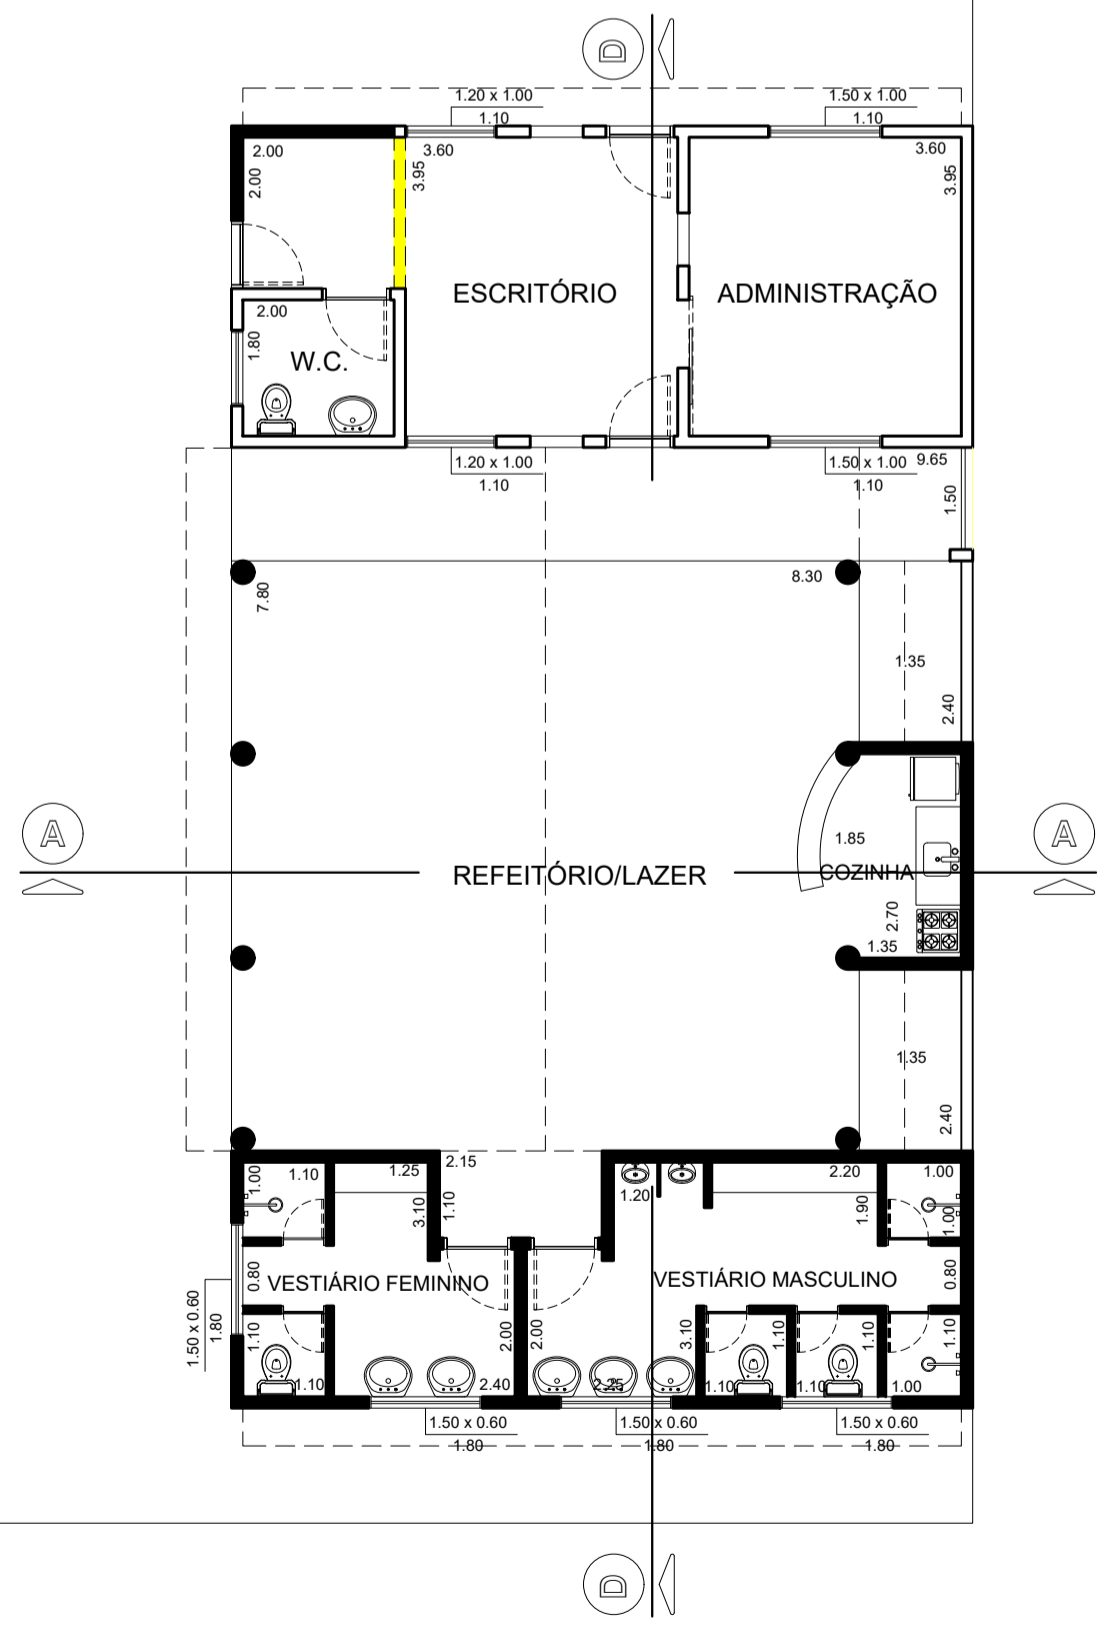 D
1.20 x 1.00
1.10
1.50 x 1.00
1.10
2.00
2.00
3.60
3.95
3.60
3.95
ESCRITÓRIO
ADMINISTRAÇÃO
2.00
1.80
W.C.
1.20 x 1.00
1.10
1.50 x 1.00
1.10
9.65
1.50
7.80
8.30
1.35
2.40
A
A
1.85
REFEITÓRIO/LAZER
COZINHA
2.70
1.35
1.35
2.40
2.15
1.00
1.10
1.25
3.10
1.10
1.20
2.20
1.90
1.00
1.00
0.80
VESTIÁRIO FEMININO
VESTIÁRIO MASCULINO
0.80
1.50 x 0.60
1.80
1.10
1.10
2.00
2.40
2.00
2.25
3.10
1.10
1.10
1.10
1.10
1.10
1.00
1.50 x 0.60
1.80
1.50 x 0.60
1.80
1.50 x 0.60
1.80
D